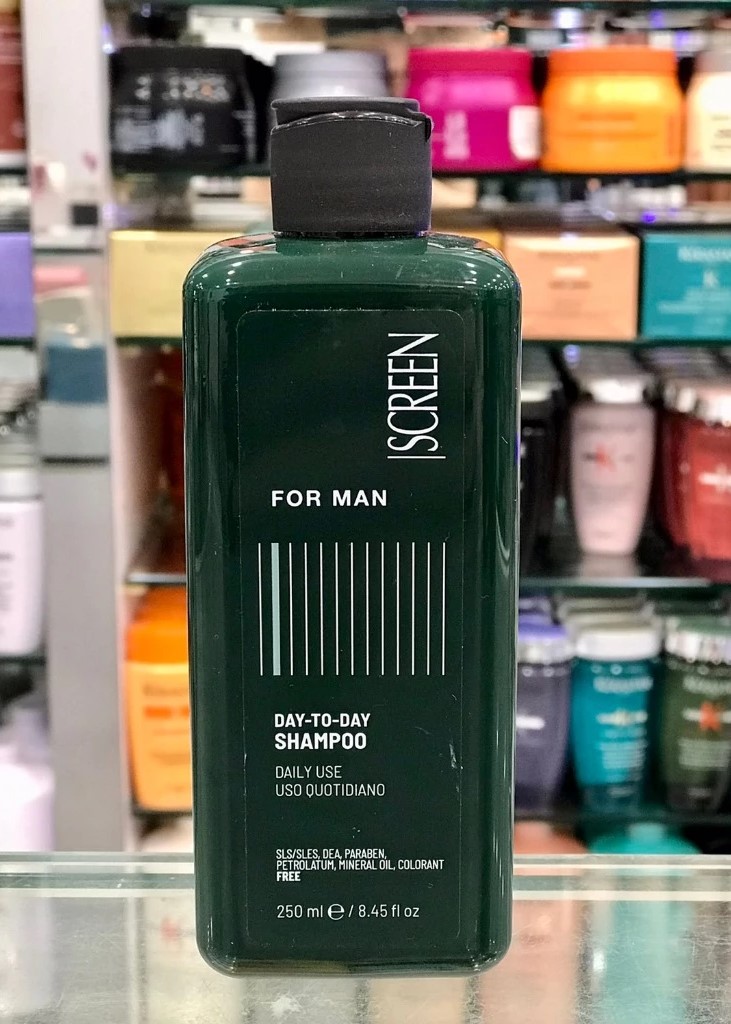 SCREEN
FOR MAN
DAY-TO-DAY
SHAMPOO
DAILY USE
USO QUOTIDIANO
SLS/SLES, DEA, PARABEN,
PETROLATUM, MINERAL OIL, COLORANT
FREE
250 ml ℮ / 8.45 fl oz